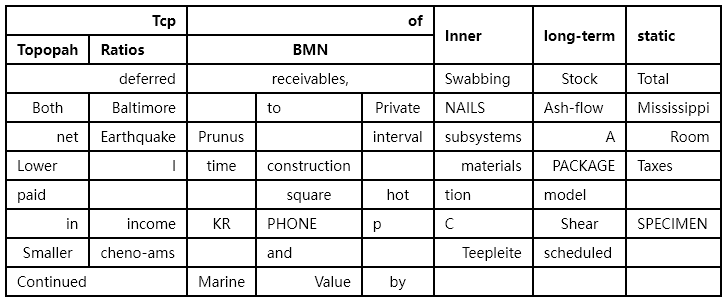 Tcp of Inner long-term static
Topopah Ratios BMN
deferred receivables, Swabbing Stock Total
Both Baltimore to Private NAILS Ash-flow Mississippi
net Earthquake Prunus interval subsystems A Room
Lower I time construction materials PACKAGE Taxes
paid square hot tion model
in income KR PHONE p C Shear SPECIMEN
Smaller cheno-ams and Teepleite scheduled
Continued Marine Value by